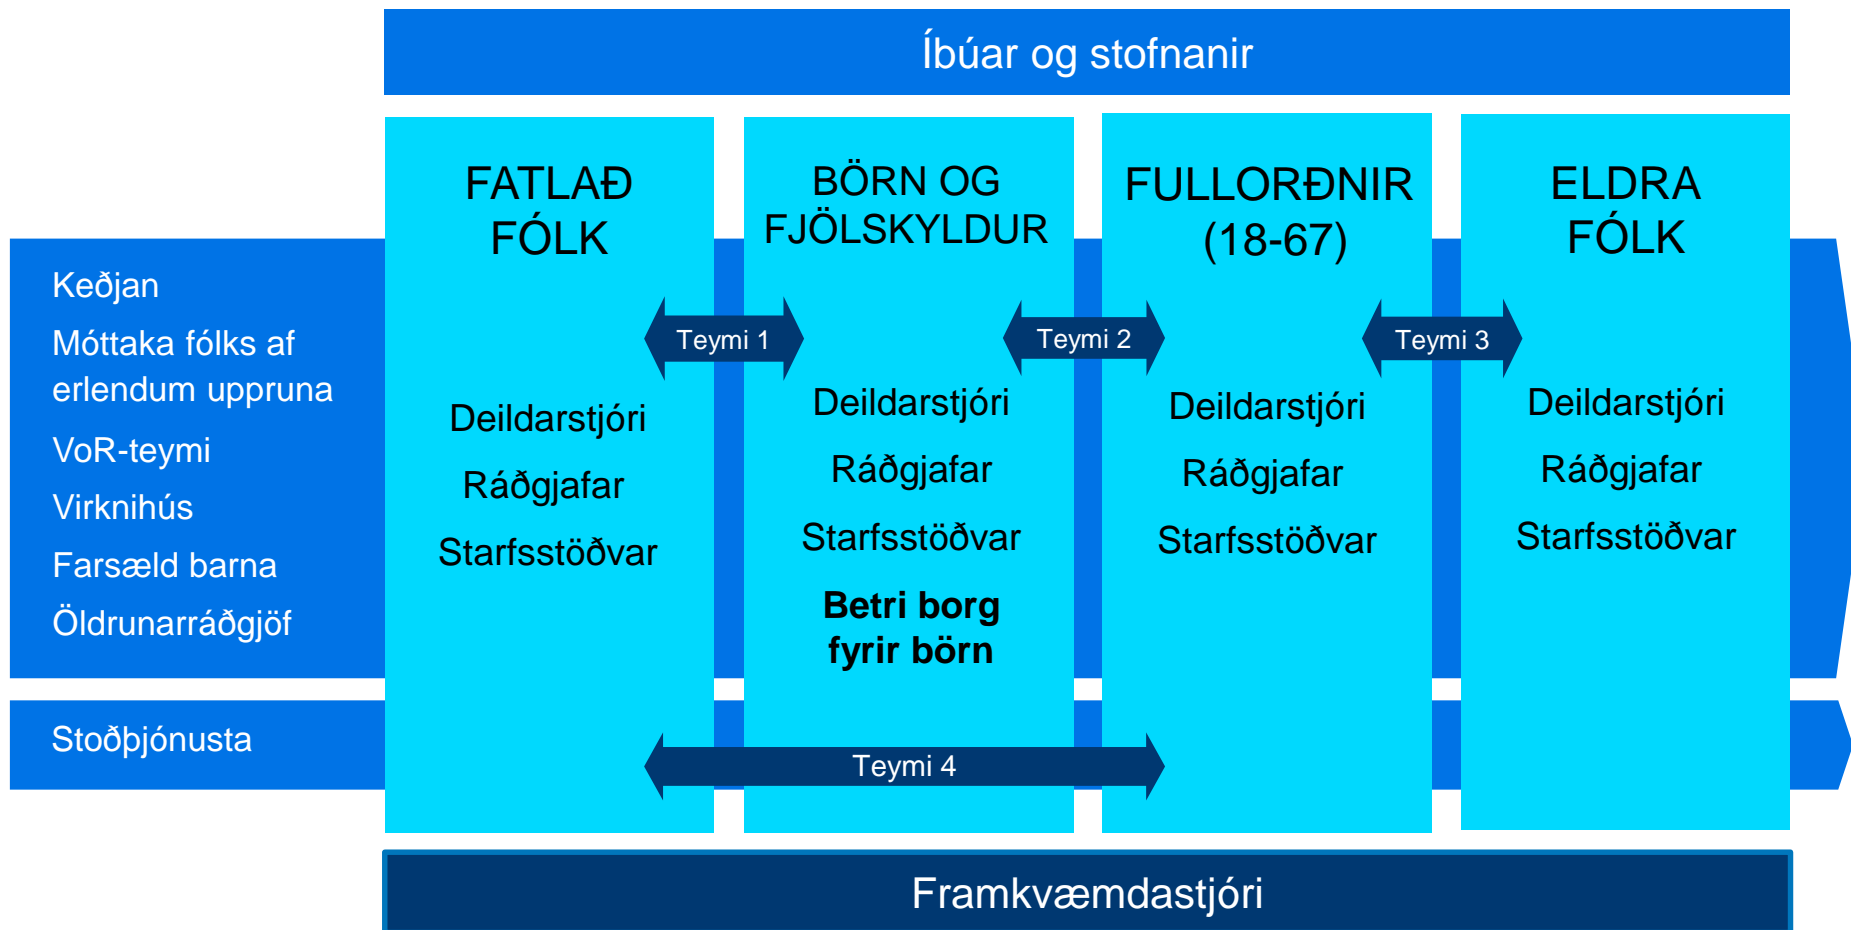 Íbúar og stofnanir
FATLAÐ
FÓLK
Deildarstjóri
Ráðgjafar
Starfsstöðvar
BÖRN OG
FJÖLSKYLDUR
Deildarstjóri
Ráðgjafar
Starfsstöðvar
Betri borg
fyrir börn
FULLORÐNIR
(18-67)
Deildarstjóri
Ráðgjafar
Starfsstöðvar
ELDRA
FÓLK
Deildarstjóri
Ráðgjafar
Starfsstöðvar
Teymi 1
Teymi 2
Teymi 3
Keðjan
Móttaka fólks af
erlendum uppruna
VoR-teymi
Virknihús
Farsæld barna
Öldrunarráðgjöf
Stoðþjónusta
Teymi 4
Framkvæmdastjóri